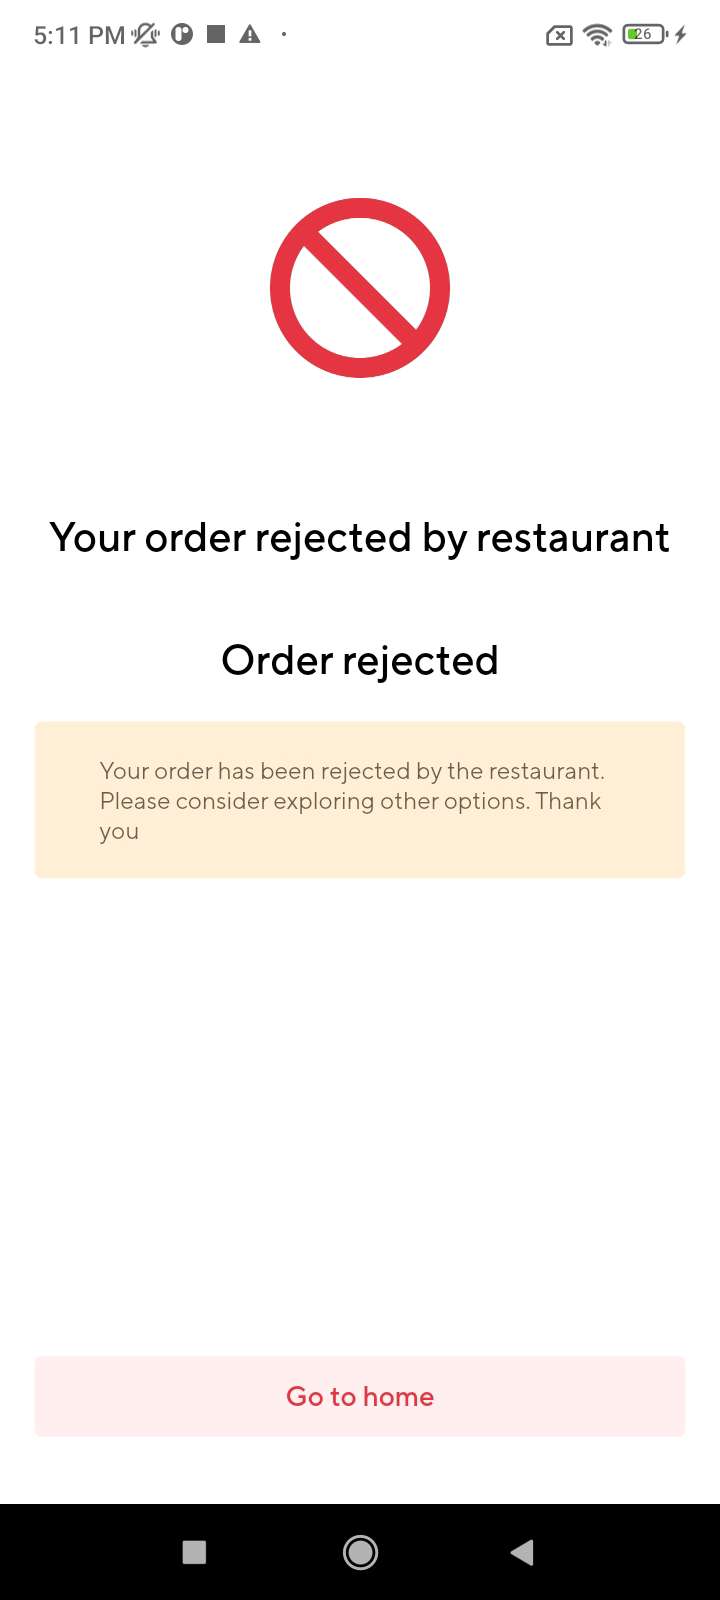 5:11 PM
26
Your order rejected by restaurant
Order rejected
Your order has been rejected by the restaurant.
Please consider exploring other options. Thank
you
Go to home